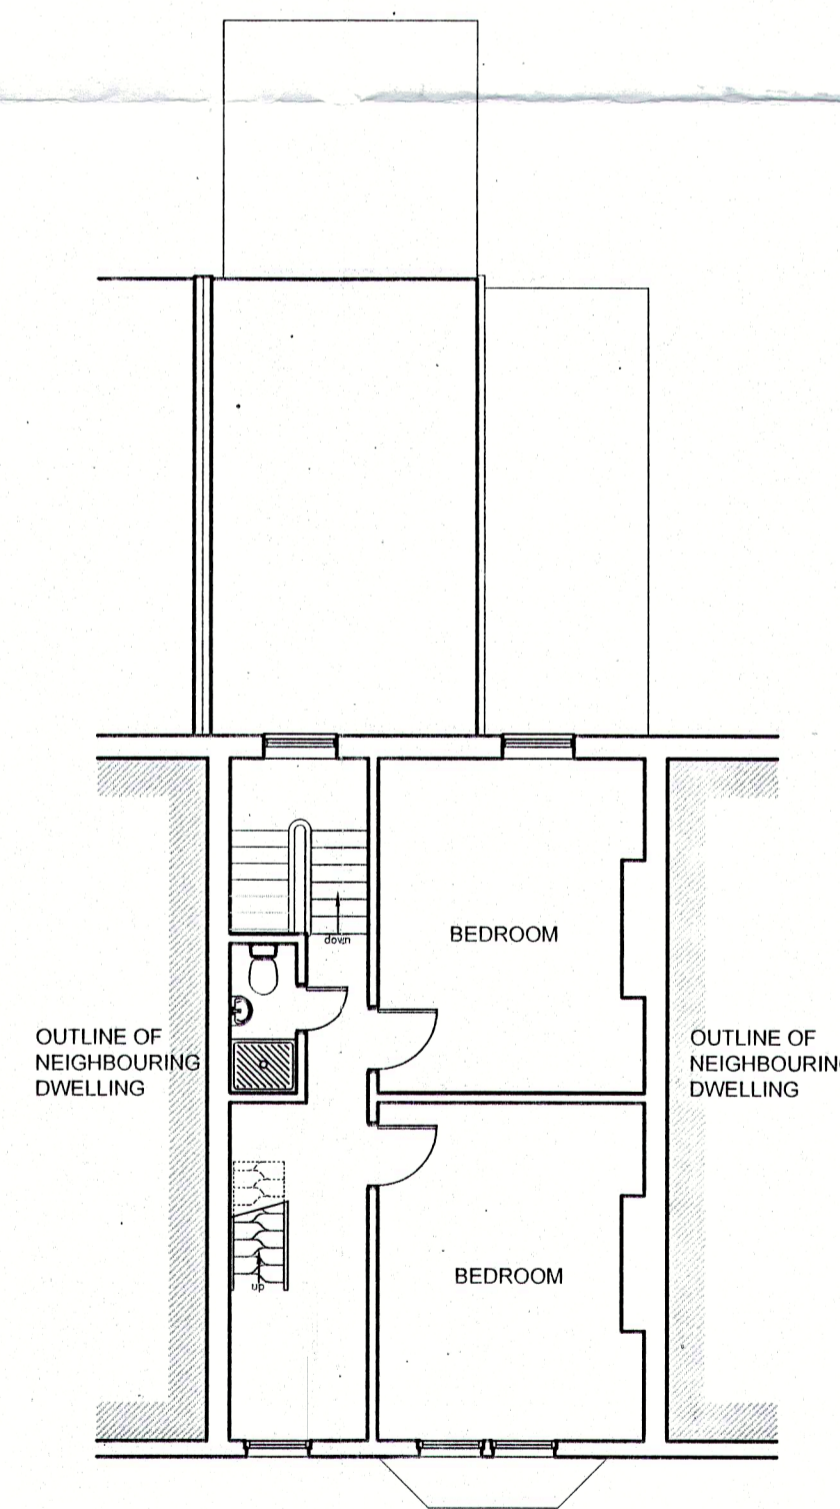 down
BEDROOM
OUTLINE OF
NEIGHBOURING
DWELLING
OUTLINE OF
NEIGHBOURIN
DWELLING
BEDROOM
up